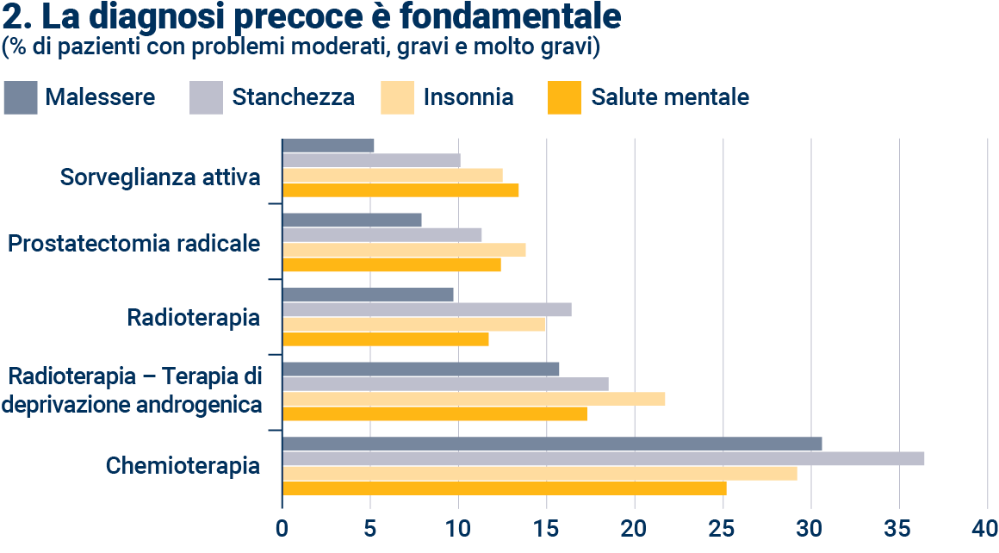 2. La diagnosi precoce è fondamentale
(% di pazienti con problemi moderati, gravi e molto gravi)
Malessere Stanchezza Insonnia Salute mentale
Sorveglianza attiva
Prostatectomia radicale
Radioterapia
Radioterapia – Terapia di
deprivazione androgenica
Chemioterapia
0 5 10 15 20 25 30 35 40